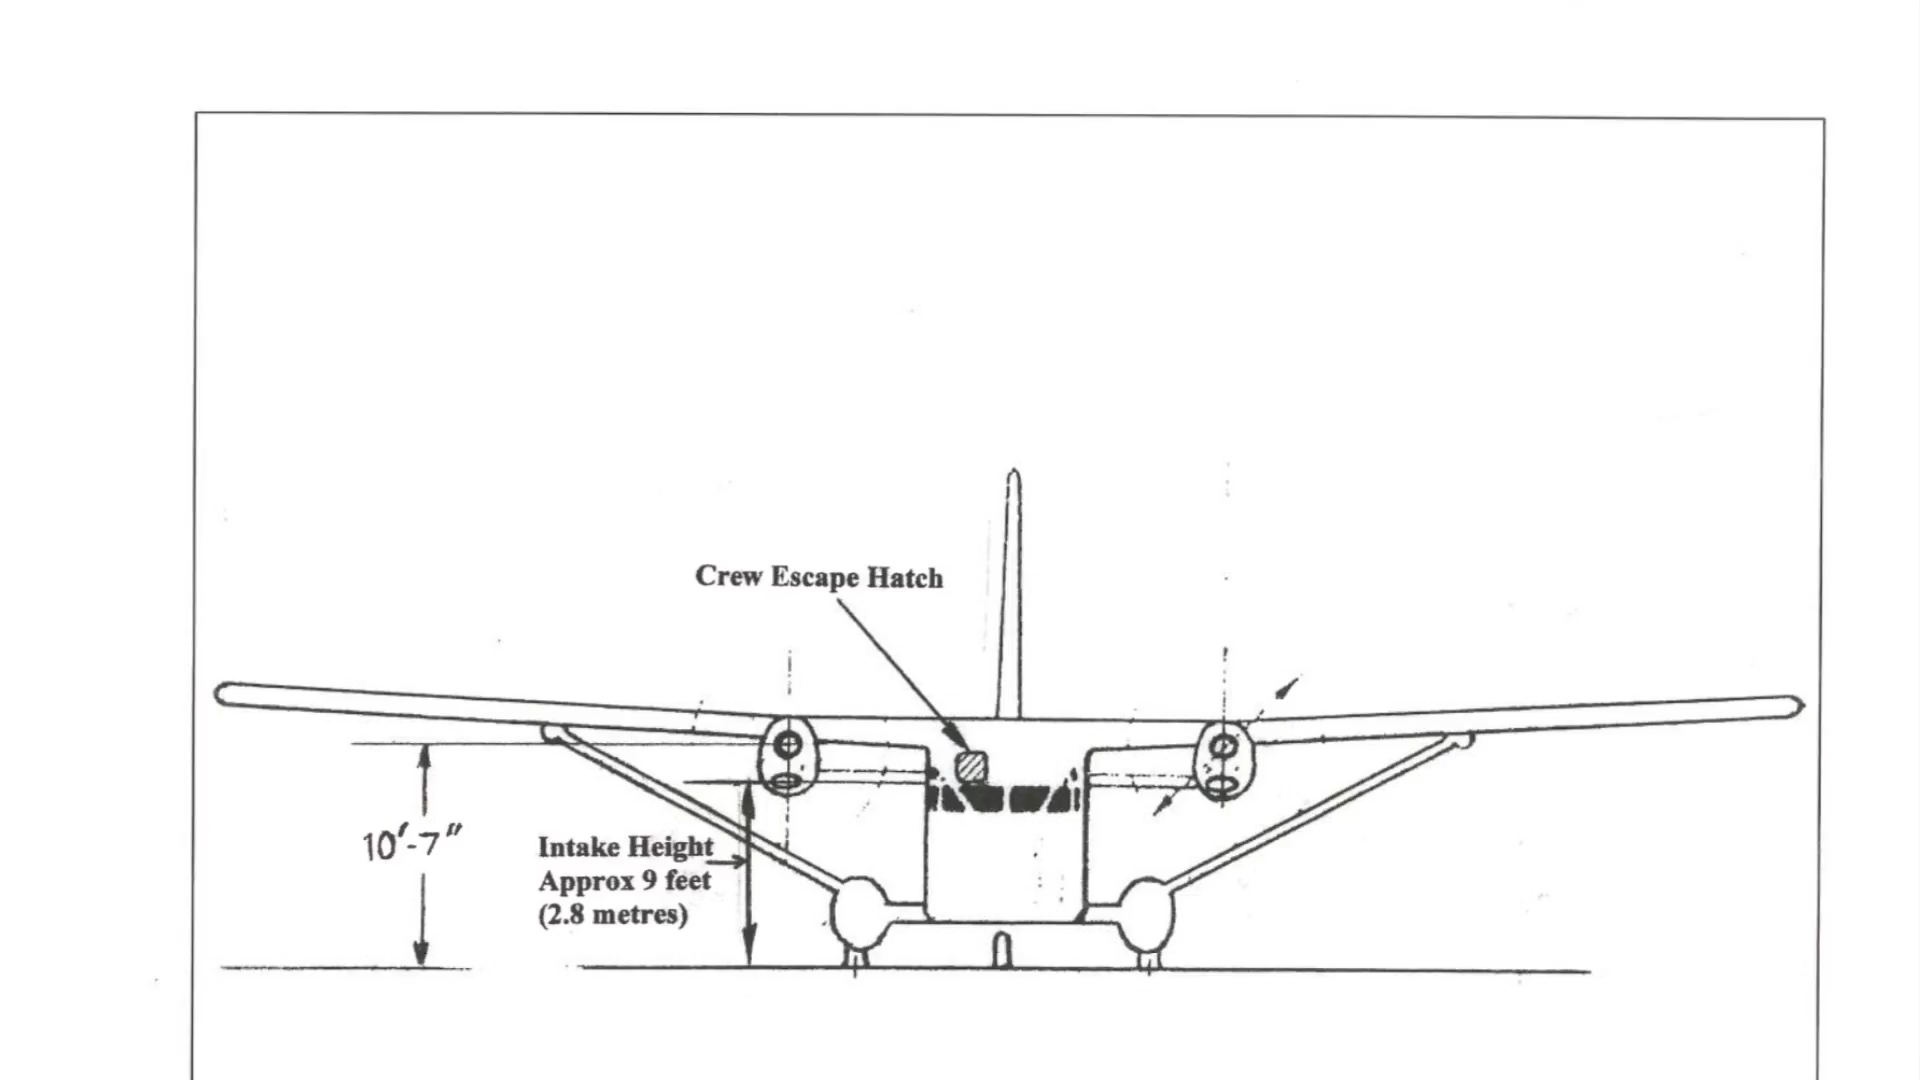 Crew Escape Hatch
10'-7"
Intake Height
Approx 9 feet
(2.8 metres)